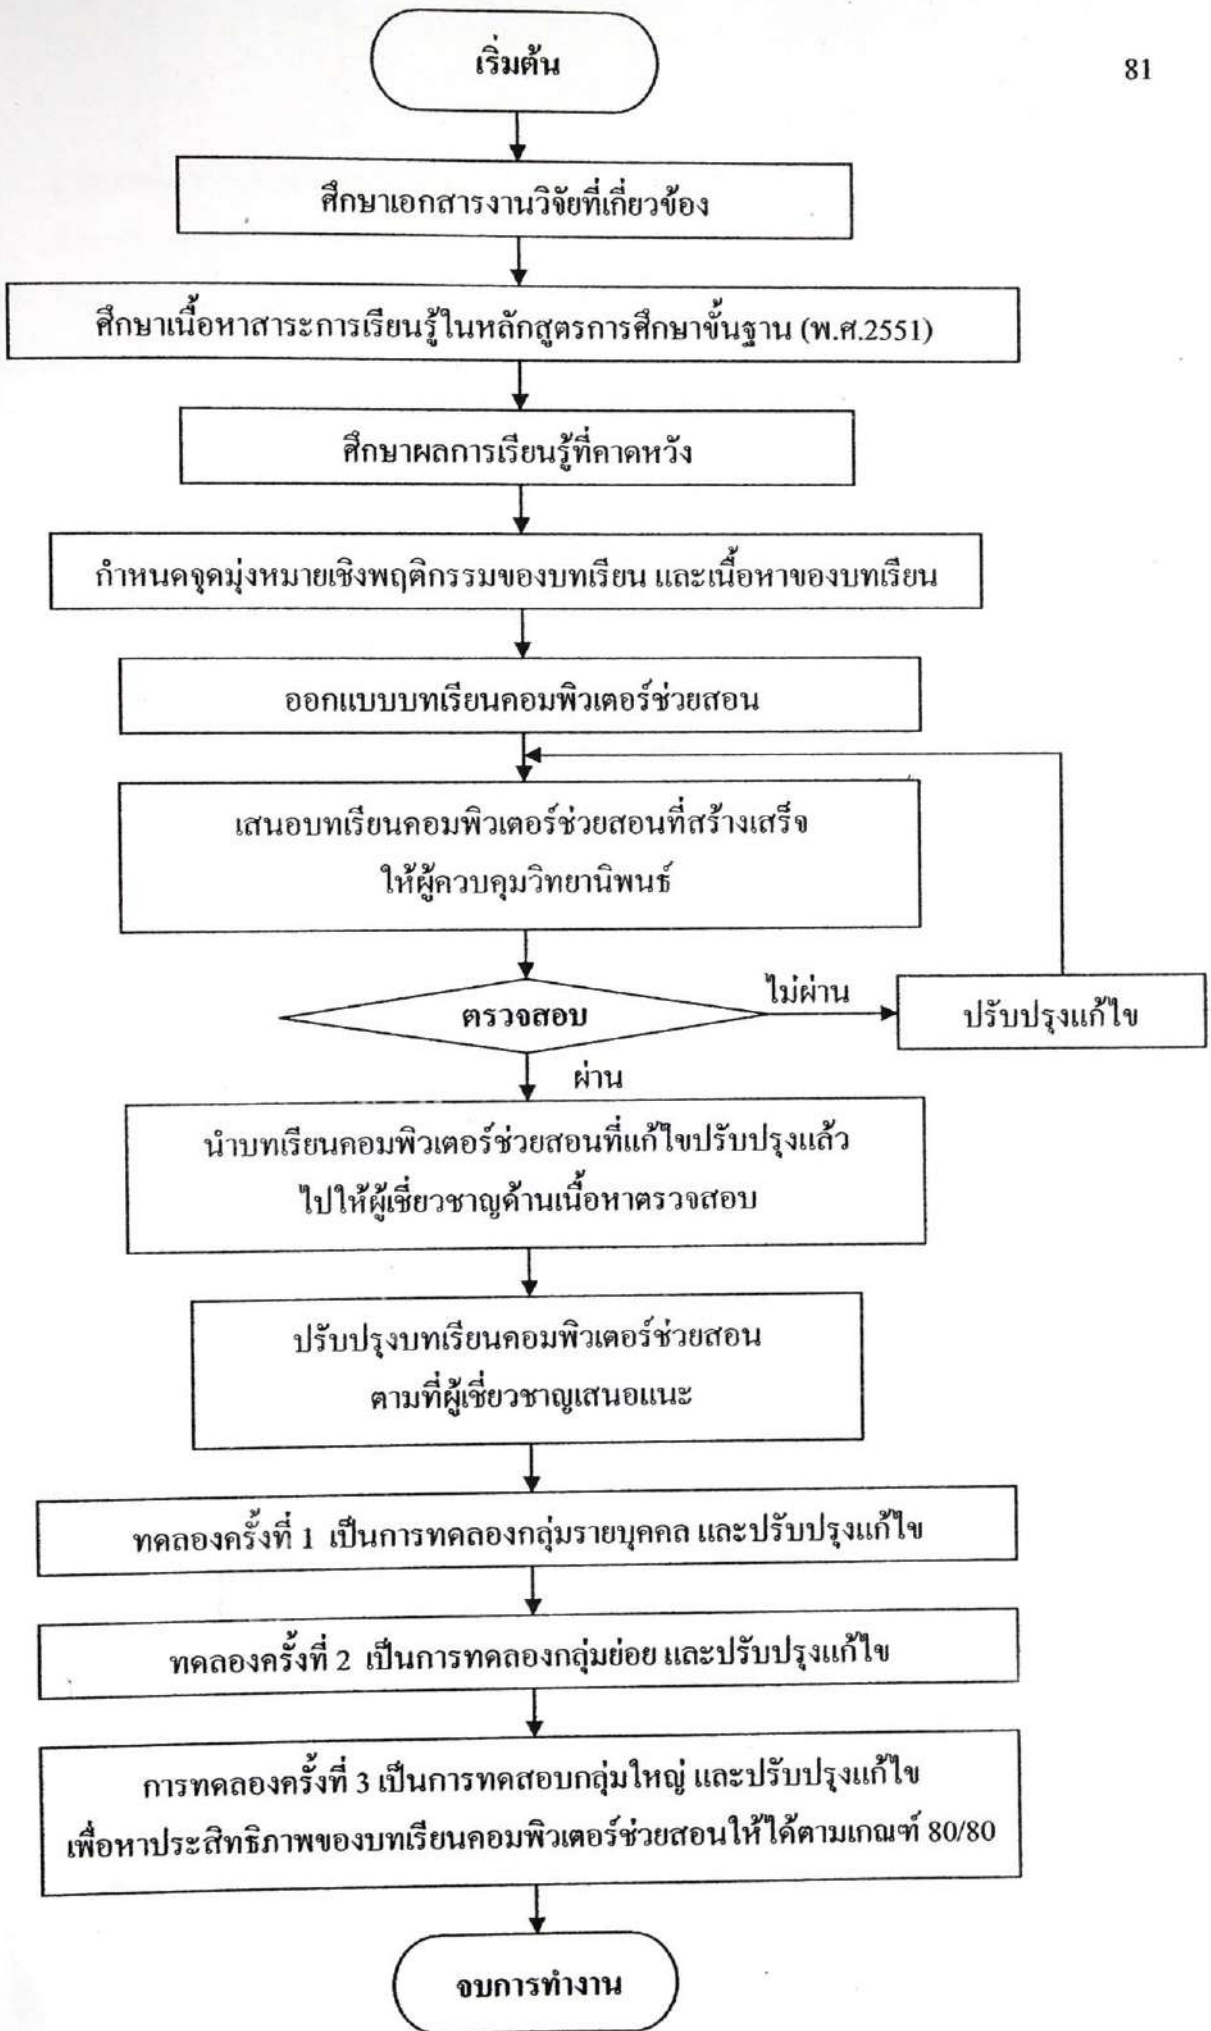 81
เริ่มต้น
ศึกษาเอกสารงานวิจัยที่เกี่ยวข้อง
ศึกษาเนื้อหาสาระการเรียนรู้ในหลักสูตรการศึกษาขั้นฐาน (พ.ศ.2551)
ศึกษาผลการเรียนรู้ที่คาดหวัง
กำหนดจุดมุ่งหมายเชิงพฤติกรรมของบทเรียน และเนื้อหาของบทเรียน
ออกแบบบทเรียนคอมพิวเตอร์ช่วยสอน
เสนอบทเรียนคอมพิวเตอร์ช่วยสอนที่สร้างเสร็จ
ให้ผู้ควบคุมวิทยานิพนธ์
ตรวจสอบ
ไม่ผ่าน
ปรับปรุงแก้ไข
ผ่าน
นำบทเรียนคอมพิวเตอร์ช่วยสอนที่แก้ไขปรับปรุงแล้ว
ไปให้ผู้เชี่ยวชาญด้านเนื้อหาตรวจสอบ
ปรับปรุงบทเรียนคอมพิวเตอร์ช่วยสอน
ตามที่ผู้เชี่ยวชาญเสนอแนะ
ทดลองครั้งที่ 1 เป็นการทดลองกลุ่มรายบุคคล และปรับปรุงแก้ไข
ทดลองครั้งที่ 2 เป็นการทดลองกลุ่มย่อย และปรับปรุงแก้ไข
การทดลองครั้งที่ 3 เป็นการทดสอบกลุ่มใหญ่ และปรับปรุงแก้ไข
เพื่อหาประสิทธิภาพของบทเรียนคอมพิวเตอร์ช่วยสอนให้ได้ตามเกณฑ์ 80/80
จบการทำงาน